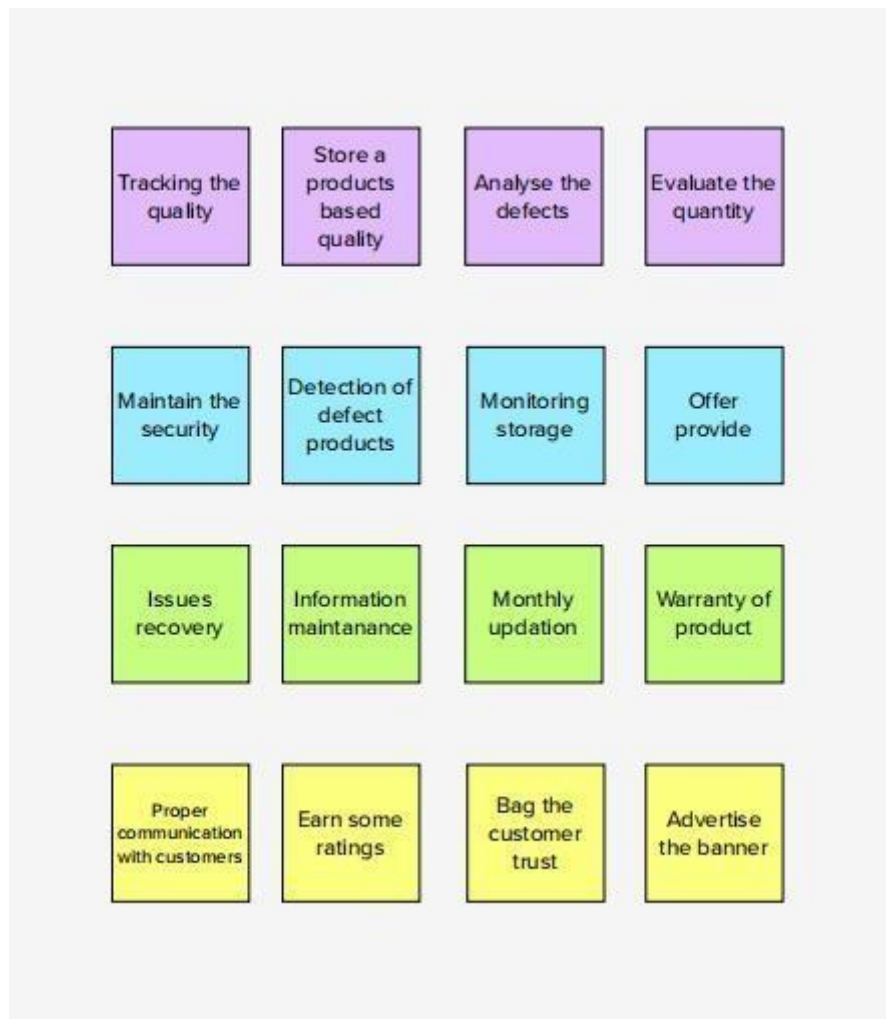 Tracking the
quality
Store a
products
based
quality
Analyse the
defects
Evaluate the
quantity
Maintain the
security
Detection of
defect
products
Monitoring
storage
Offer
provide
Issues
recovery
Information
maintanance
Monthly
updation
Warranty of
product
Proper
communication
with customers
Earn some
ratings
Bag the
customer
trust
Advertise
the banner